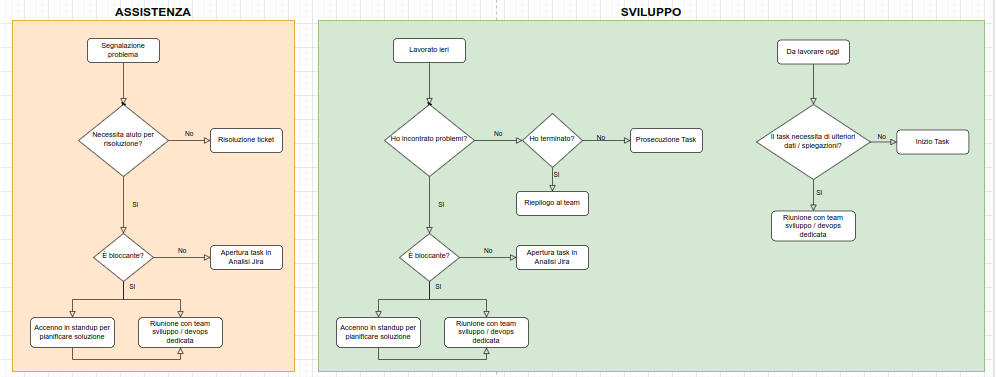 ASSISTENZA
Segnalazione
problema
Necessita aiuto per
risoluzione?
No
Risoluzione ticket
Si
È bloccante?
No
Apertura task in
Analisi Jira
Si
Accenno in standup per
pianificare soluzione
Riunione con team
sviluppo / devops
dedicata
SVILUPPO
Lavorato ieri
Ho incontrato problemi?
No
Ho terminato?
No
Prosecuzione Task
Si
Riepilogo al team
Si
È bloccante?
No
Apertura task in
Analisi Jira
Si
Accenno in standup per
pianificare soluzione
Riunione con team
sviluppo / devops
dedicata
Da lavorare oggi
Il task necessita di ulteriori
dati / spiegazioni?
No
Inizio Task
Si
Riunione con team
sviluppo / devops
dedicata